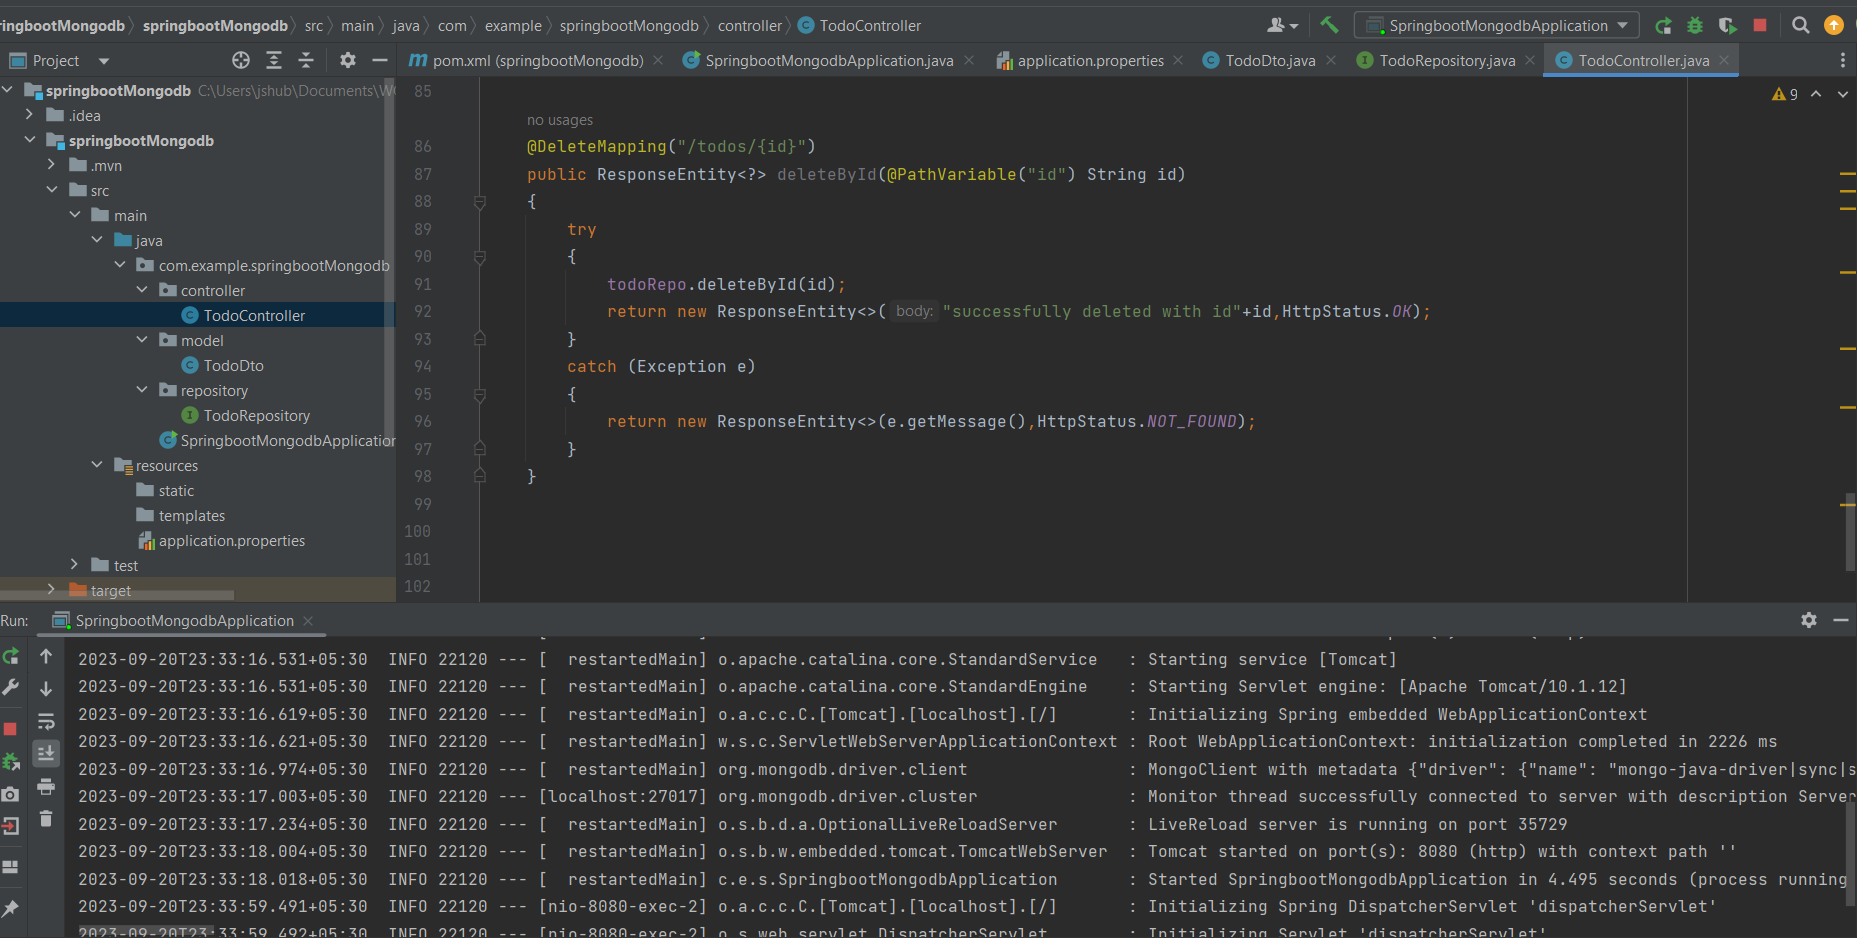 ringbootMongodb springbootMongodb src main java com example springbootMongodb controller TodoController
SpringbootMongodbApplication
Project
pom.xml (springbootMongodb) SpringbootMongodbApplication.java application.properties TodoDto.java TodoRepository.java TodoController.java
springbootMongodb C:\Users\jshub\Documents\W
.idea
springbootMongodb
.mvn
src
main
java
com.example.springbootMongodb
controller
TodoController
model
TodoDto
repository
TodoRepository
SpringbootMongodbApplication
resources
static
templates
application.properties
test
target
9
85
no usages
86 @DeleteMapping("/todos/{id}")
87 public ResponseEntity<?> deleteById(@PathVariable("id") String id)
88 {
89 try
90 {
91 todoRepo.deleteById(id);
92 return new ResponseEntity<>( body: "successfully deleted with id"+id,HttpStatus.OK);
93 }
94 catch (Exception e)
95 {
96 return new ResponseEntity<>(e.getMessage(),HttpStatus.NOT_FOUND);
97 }
98 }
99
100
101
102
Run: SpringbootMongodbApplication
2023-09-20T23:33:16.531+05:30 INFO 22120 --- [ restartedMain] o.apache.catalina.core.StandardService : Starting service [Tomcat]
2023-09-20T23:33:16.531+05:30 INFO 22120 --- [ restartedMain] o.apache.catalina.core.StandardEngine : Starting Servlet engine: [Apache Tomcat/10.1.12]
2023-09-20T23:33:16.619+05:30 INFO 22120 --- [ restartedMain] o.a.c.c.C.[Tomcat].[localhost].[/] : Initializing Spring embedded WebApplicationContext
2023-09-20T23:33:16.621+05:30 INFO 22120 --- [ restartedMain] w.s.c.ServletWebServerApplicationContext : Root WebApplicationContext: initialization completed in 2226 ms
2023-09-20T23:33:16.974+05:30 INFO 22120 --- [ restartedMain] org.mongodb.driver.client : MongoClient with metadata {"driver": {"name": "mongo-java-driver|sync|s
2023-09-20T23:33:17.003+05:30 INFO 22120 --- [localhost:27017] org.mongodb.driver.cluster : Monitor thread successfully connected to server with description Server
2023-09-20T23:33:17.234+05:30 INFO 22120 --- [ restartedMain] o.s.b.d.a.OptionalLiveReloadServer : LiveReload server is running on port 35729
2023-09-20T23:33:18.004+05:30 INFO 22120 --- [ restartedMain] o.s.b.w.embedded.tomcat.TomcatWebServer : Tomcat started on port(s): 8080 (http) with context path ''
2023-09-20T23:33:18.018+05:30 INFO 22120 --- [ restartedMain] c.e.s.SpringbootMongodbApplication : Started SpringbootMongodbApplication in 4.495 seconds (process running
2023-09-20T23:33:59.491+05:30 INFO 22120 --- [nio-8080-exec-2] o.a.c.c.C.[Tomcat].[localhost].[/] : Initializing Spring DispatcherServlet 'dispatcherServlet'
2023-09-20T23:33:59.492+05:30 INFO 22120 --- [nio-8080-exec-2] o.s.web.servlet.DispatcherServlet : Initializing Servlet 'dispatcherServlet'